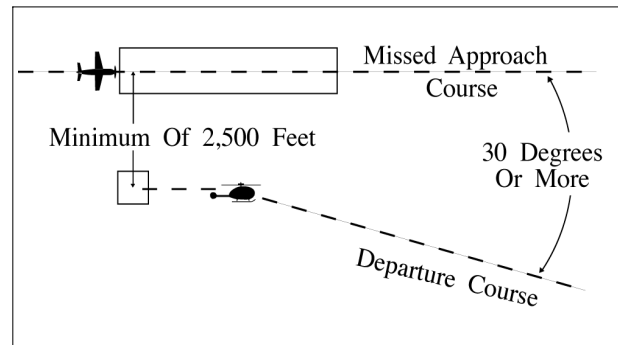 Missed Approach
Course
Minimum Of 2,500 Feet
30 Degrees
Or More
Departure Course